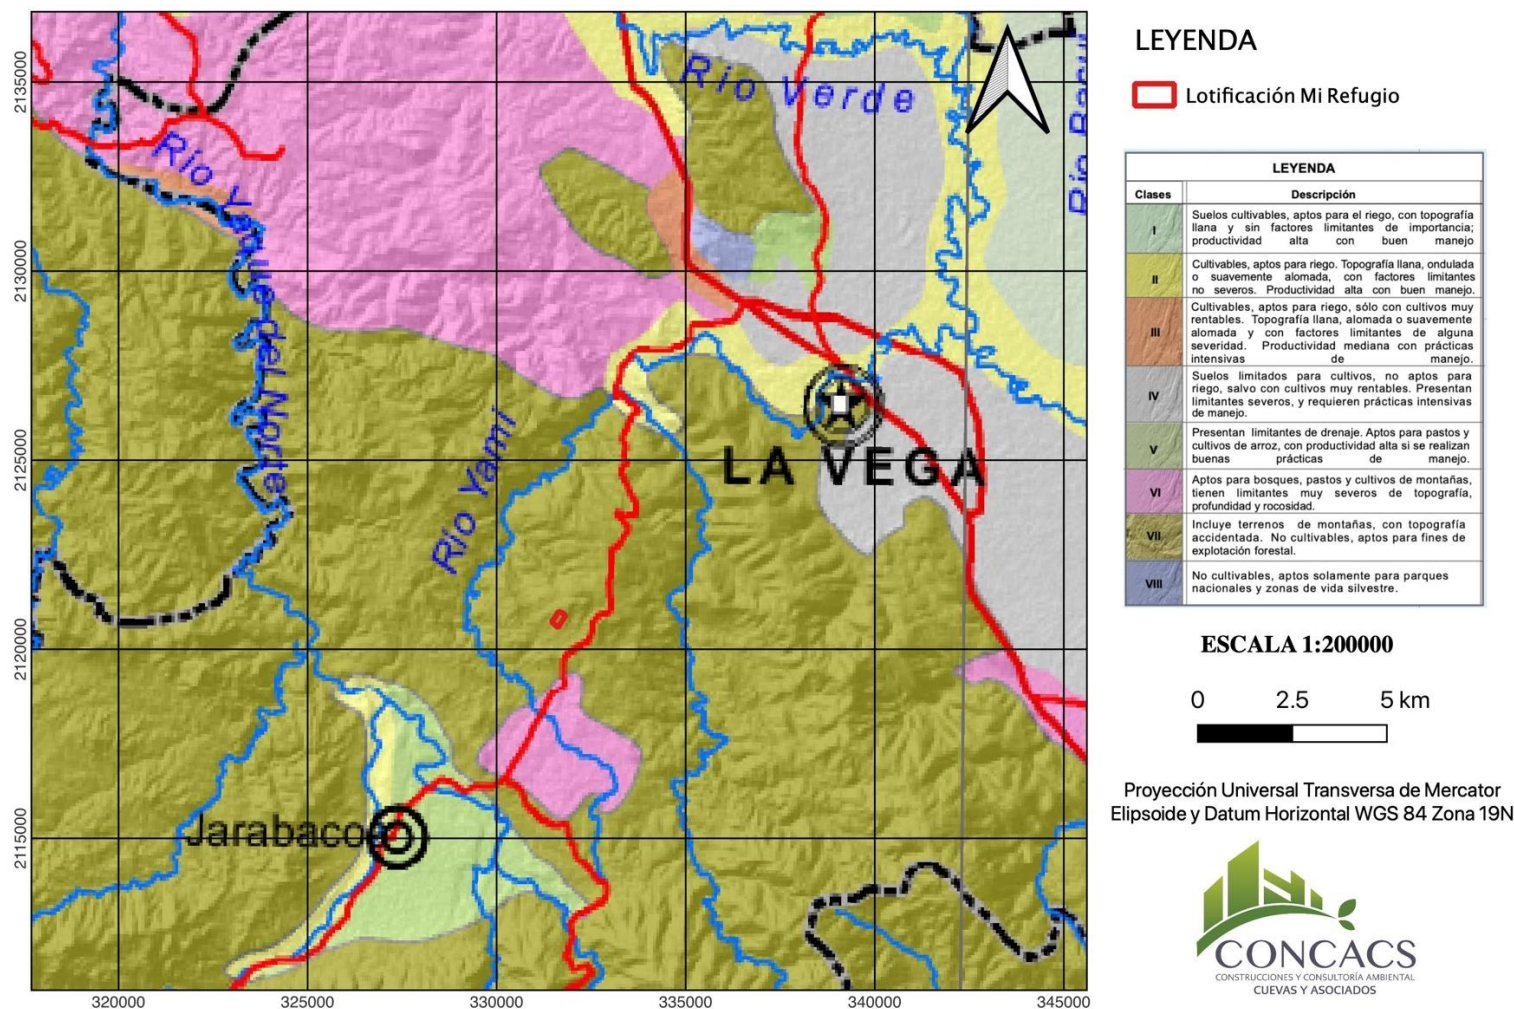 2135000
2130000
2125000
2120000
2115000
Río Verde
Río Yaque del Norte
Río Yami
LA VEGA
Jarabacoa
320000
325000
330000
335000
340000
345000
LEYENDA
Lotificación Mi Refugio
LEYENDA
Clases
Descripción
I
Suelos cultivables, aptos para el riego, con topografía
llana y sin factores limitantes de importancia;
productividad alta con buen manejo
II
Cultivables, aptos para riego. Topografía llana, ondulada
o suavemente alomada, con factores limitantes
no severos. Productividad alta con buen manejo.
III
Cultivables, aptos para riego, sólo con cultivos muy
rentables. Topografía llana, alomada o suavemente
alomada y con factores limitantes de alguna
severidad. Productividad mediana con prácticas
intensivas de manejo.
IV
Suelos limitados para cultivos, no aptos para
riego, salvo con cultivos muy rentables. Presentan
limitantes severos, y requieren prácticas intensivas
de manejo.
V
Presentan limitantes de drenaje. Aptos para pastos y
cultivos de arroz, con productividad alta si se realizan
buenas prácticas de manejo.
VI
Aptos para bosques, pastos y cultivos de montañas,
tienen limitantes muy severos de topografía,
profundidad y rocosidad.
VII
Incluye terrenos de montañas, con topografía
accidentada. No cultivables, aptos para fines de
explotación forestal.
VIII
No cultivables, aptos solamente para parques
nacionales y zonas de vida silvestre.
ESCALA 1:200000
0 2.5 5 km
Proyección Universal Transversa de Mercator
Elipsoide y Datum Horizontal WGS 84 Zona 19N
CONCACS
CONSTRUCCIONES Y CONSULTORÍA AMBIENTAL
CUEVAS Y ASOCIADOS